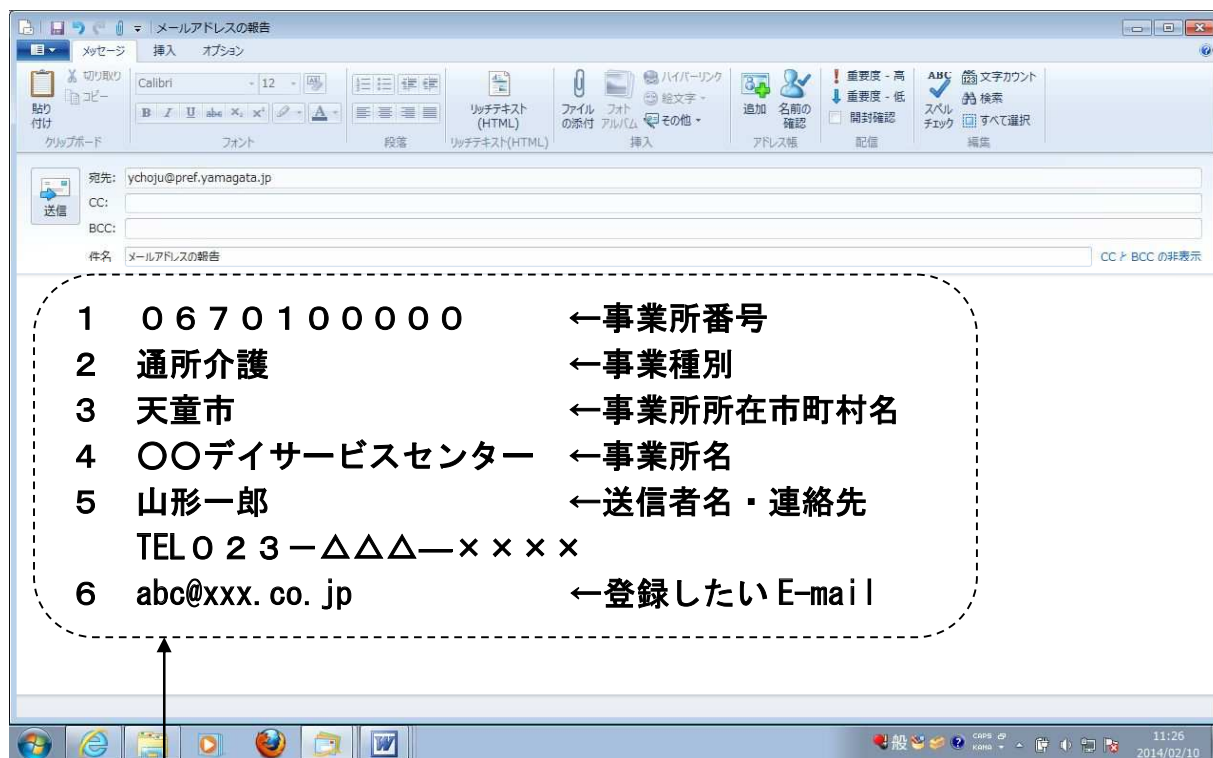 メールアドレスの報告
メッセージ 挿入 オプション
貼り付け 切り取り コピー
クリップボード
Calibri 12
B I U abc X₂ X² A
フォント
段落
リッチテキスト (HTML)
リッチテキスト(HTML)
ファイルの添付 フォトアルバム ハイパーリンク 絵文字 その他
挿入
追加 名前の確認
アドレス帳
重要度 - 高
重要度 - 低
開封確認
配信
ABC スペルチェック 文字カウント 検索 すべて選択
編集
送信
宛先: ychoju@pref.yamagata.jp
CC:
BCC:
件名 メールアドレスの報告 CC と BCC の非表示
1 0670100000 ←事業所番号
2 通所介護 ←事業種別
3 天童市 ←事業所所在市町村名
4 〇〇デイサービスセンター ←事業所名
5 山形一郎 ←送信者名・連絡先
TEL023-△△△―××××
6 abc@xxx.co.jp ←登録したい E-mail
般 CAPS KANA 11:26
2014/02/10